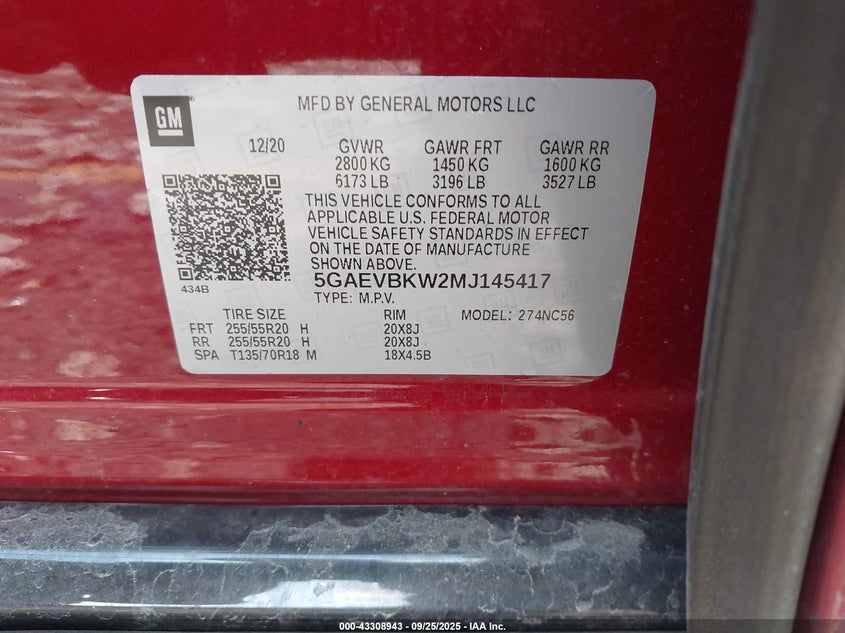 GM
MFD BY GENERAL MOTORS LLC
12/20 GVWR GAWR FRT GAWR RR
2800 KG 1450 KG 1600 KG
6173 LB 3196 LB 3527 LB
THIS VEHICLE CONFORMS TO ALL
APPLICABLE U.S. FEDERAL MOTOR
VEHICLE SAFETY STANDARDS IN EFFECT
ON THE DATE OF MANUFACTURE
SHOWN ABOVE.
434B
5GAEVBKW2MJ145417
TYPE: M.P.V.
TIRE SIZE RIM MODEL: 274NC56
FRT 255/55R20 H 20X8J
RR 255/55R20 H 20X8J
SPA T135/70R18 M 18X4.5B
000-43308943 - 09/25/2025 - IAA Inc.